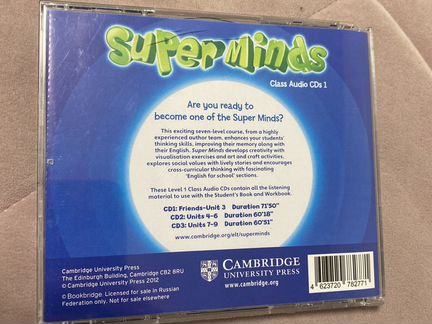 Super Minds
Class Audio CDs 1
Are you ready to
become one of the Super Minds?
This exciting seven-level course, from a highly
experienced author team, enhances your students'
thinking skills, improving their memory along with
their English. Super Minds develops creativity with
visualisation exercises and art and craft activities,
explores social values with lively stories and encourages
cross-curricular thinking with fascinating
'English for school' sections.
These Level 1 Class Audio CDs contain all the listening
material to use with the Student's Book and Workbook.
CD1: Friends-Unit 3 Duration 71'50"
CD2: Units 4-6 Duration 60'18"
CD3: Units 7-9 Duration 60'51"
www.cambridge.org/elt/superminds
Cambridge University Press
The Edinburgh Building, Cambridge CB2 8RU
© Cambridge University Press 2012
© Bookbridge. Licensed for sale in Russian
Federation only. Not for sale elsewhere
CAMBRIDGE
UNIVERSITY PRESS
www.cambridge.org
4 623720 782771